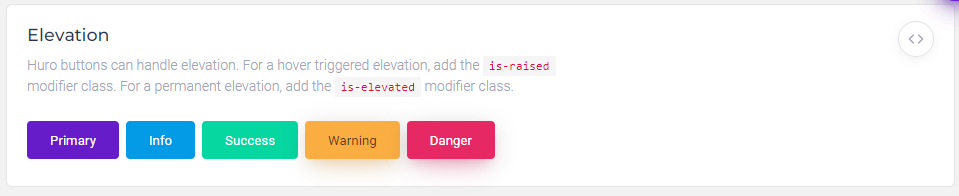 Elevation
Huro buttons can handle elevation. For a hover triggered elevation, add the is-raised
modifier class. For a permanent elevation, add the is-elevated modifier class.
Primary Info Success Warning Danger